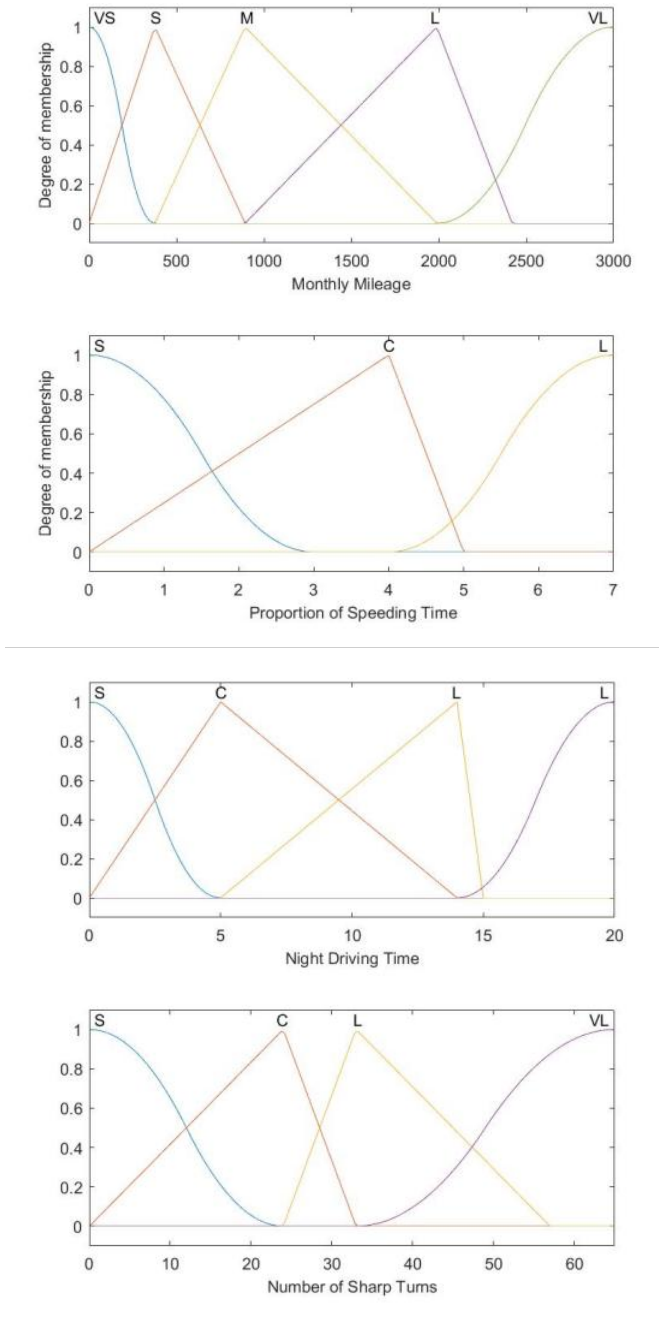 VS S M L VL
Degree of membership
1
0.8
0.6
0.4
0.2
0
0 500 1000 1500 2000 2500 3000
Monthly Mileage
S C L
Degree of membership
1
0.8
0.6
0.4
0.2
0
0 1 2 3 4 5 6 7
Proportion of Speeding Time
S C L L
1
0.8
0.6
0.4
0.2
0
0 5 10 15 20
Night Driving Time
S C L VL
1
0.8
0.6
0.4
0.2
0
0 10 20 30 40 50 60
Number of Sharp Turns